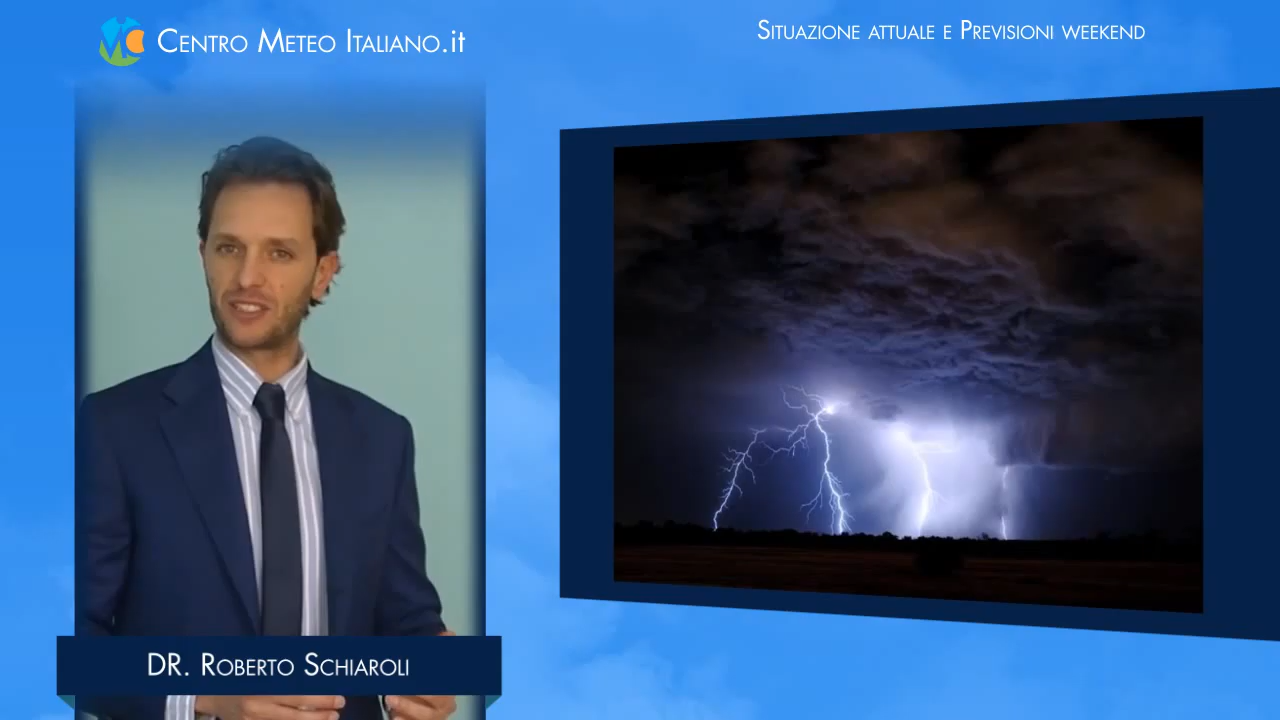 Centro Meteo Italiano.it
Situazione attuale e Previsioni weekend
DR. Roberto Schiaroli